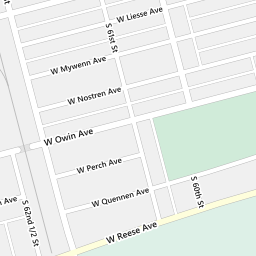 W Liesse Ave
S 61st St
W Mywenn Ave
W Nostren Ave
W Owin Ave
W Perch Ave
W Quennen Ave
S 60th St
n Ave
S 62nd 1/2 St
W Reese Ave